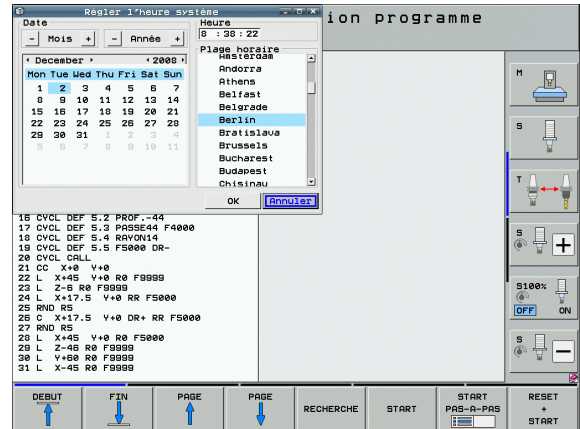 Régler l'heure système
ion programme
Date
Heure
- Mois + - Année +
8 :38:22
Plage horaire
December 2008
Mon Tue Wed Thu Fri Sat Sun
1 2 3 4 5 6 7
8 9 10 11 12 13 14
15 16 17 18 19 20 21
22 23 24 25 26 27 28
29 30 31 1 2 3 4
5 6 7 8 9 10 11
Amsterdam
Andorra
Athens
Belfast
Belgrade
Berlin
Bratislava
Brussels
Bucharest
Budapest
Chisinau
OK Annuler
16 CYCL DEF 5.2 PROF.-44
17 CYCL DEF 5.3 PASSE44 F4000
18 CYCL DEF 5.4 RAYON14
19 CYCL DEF 5.5 F5000 DR-
20 CYCL CALL
21 CC X+0 Y+0
22 L X+45 Y+0 R0 F9999
23 L Z-6 R0 F9999
24 L X+17.5 Y+0 RR F5000
25 RND R5
26 C X+17.5 Y+0 DR+ RR F5000
27 RND R5
28 L X+45 Y+0 R0 F5000
29 L Z-46 R0 F9999
30 L Y+60 R0 F9999
31 L X-45 R0 F9999
M
S
T
S
+
S100%
OFF ON
S
-
DEBUT
FIN
PAGE
PAGE
RECHERCHE
START
START
PAS-A-PAS
RESET
+
START